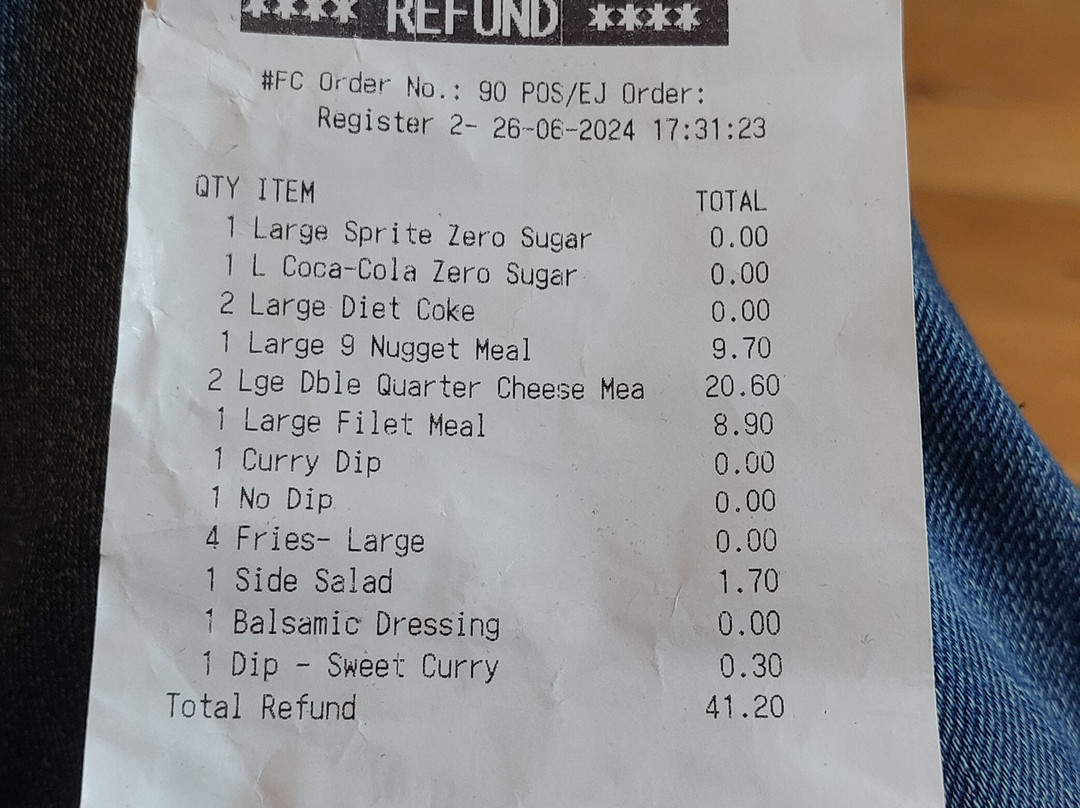 **** REFUND ****
#FC Order No.: 90 POS/EJ Order:
Register 2- 26-06-2024 17:31:23
QTY ITEM TOTAL
1 Large Sprite Zero Sugar 0.00
1 L Coca-Cola Zero Sugar 0.00
2 Large Diet Coke 0.00
1 Large 9 Nugget Meal 9.70
2 Lge Dble Quarter Cheese Mea 20.60
1 Large Filet Meal 8.90
1 Curry Dip 0.00
1 No Dip 0.00
4 Fries- Large 0.00
1 Side Salad 1.70
1 Balsamic Dressing 0.00
1 Dip - Sweet Curry 0.30
Total Refund 41.20